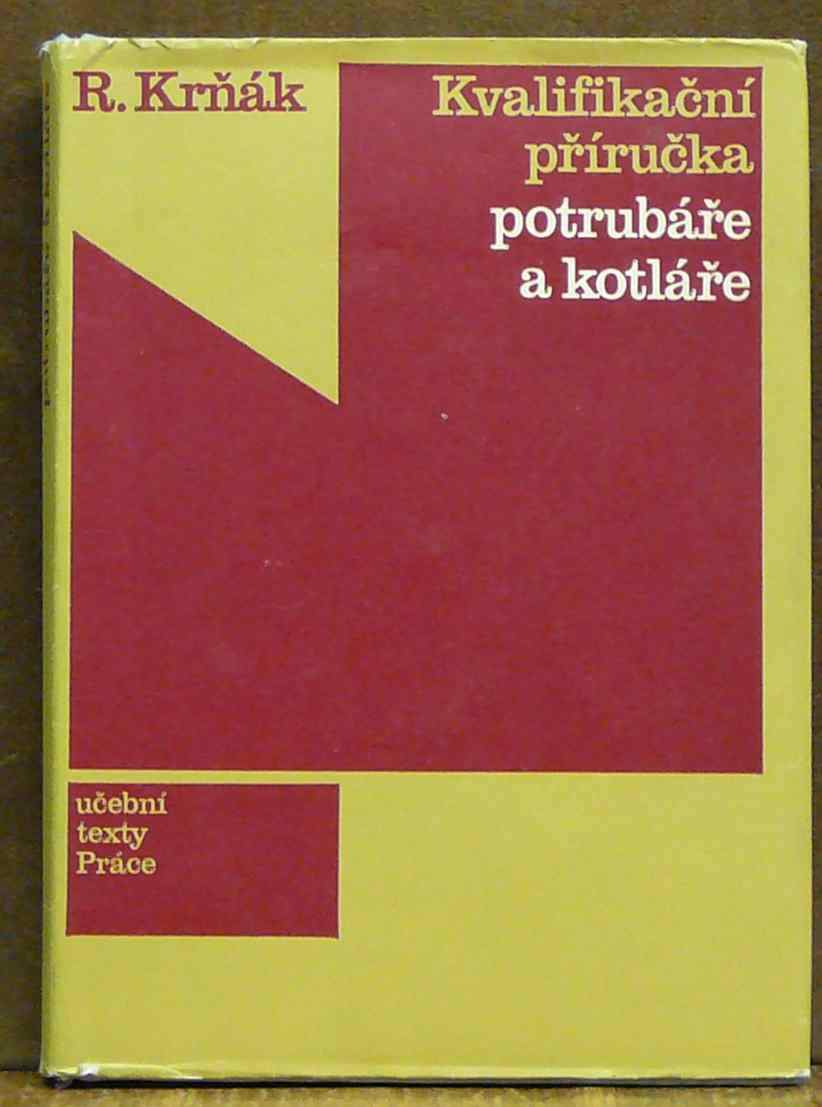 R. Krňák
Kvalifikační
příručka
potrubáře
a kotláře
učební
texty
Práce